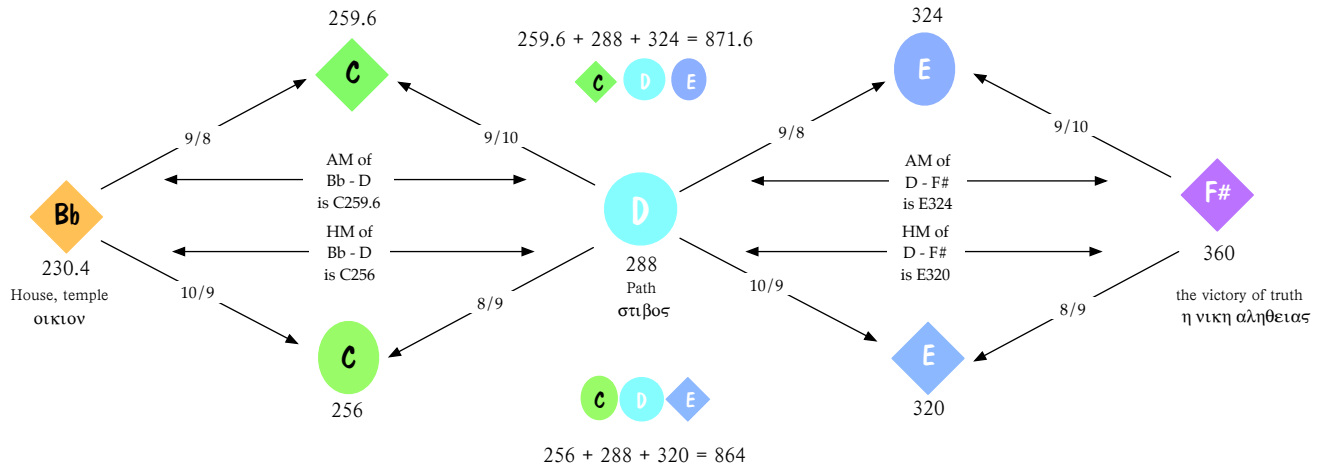 259.6
C
259.6 + 288 + 324 = 871.6
C D E
324
E
9/8
9/10
9/8
9/10
AM of
Bb - D
is C259.6
AM of
D - F#
is E324
Bb
230.4
House, temple
οικιον
D
288
Path
στιβος
F#
360
the victory of truth
η νικη αληθειας
HM of
Bb - D
is C256
HM of
D - F#
is E320
10/9
8/9
10/9
8/9
C
256
C D E
256 + 288 + 320 = 864
E
320